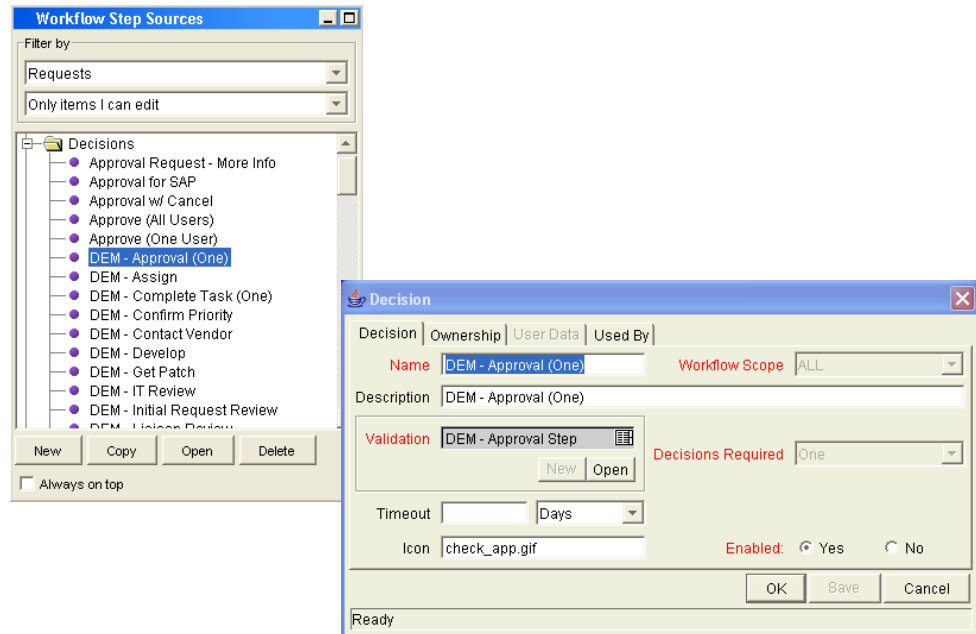 Workflow Step Sources
Filter by
Requests
Only items I can edit
Decisions
Approval Request - More Info
Approval for SAP
Approval w/ Cancel
Approve (All Users)
Approve (One User)
DEM - Approval (One)
DEM - Assign
DEM - Complete Task (One)
DEM - Confirm Priority
DEM - Contact Vendor
DEM - Develop
DEM - Get Patch
DEM - IT Review
DEM - Initial Request Review
New Copy Open Delete
Always on top
Decision
Decision Ownership User Data Used By
Name DEM - Approval (One) Workflow Scope ALL
Description DEM - Approval (One)
Validation DEM - Approval Step
Decisions Required One
New Open
Timeout Days
Icon check_app.gif Enabled: Yes No
OK Save Cancel
Ready